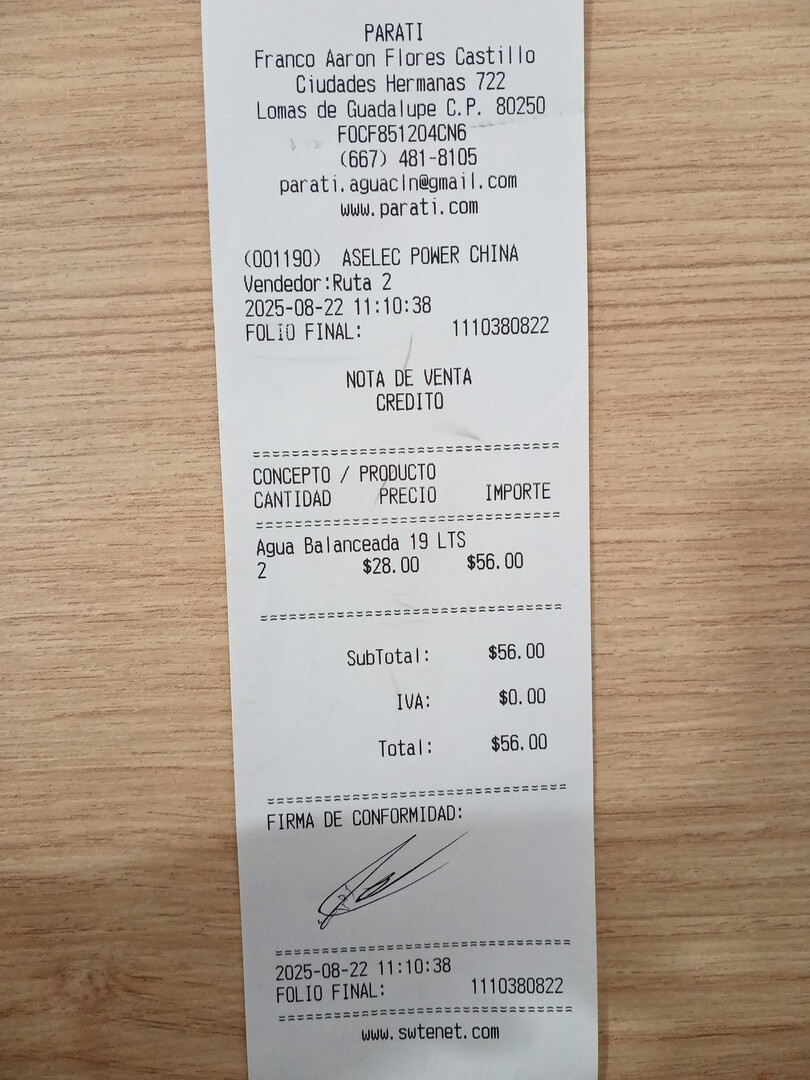 PARATI
Franco Aaron Flores Castillo
Ciudades Hermanas 722
Lomas de Guadalupe C.P. 80250
FOCF851204CN6
(667) 481-8105
parati.aguacln@gmail.com
www.parati.com
(001190) ASELEC POWER CHINA
Vendedor:Ruta 2
2025-08-22 11:10:38
FOLIO FINAL: 1110380822
NOTA DE VENTA
CREDITO
================================
CONCEPTO / PRODUCTO
CANTIDAD PRECIO IMPORTE
================================
Agua Balanceada 19 LTS
2 $28.00 $56.00
================================
SubTotal: $56.00
IVA: $0.00
Total: $56.00
================================
FIRMA DE CONFORMIDAD:
================================
2025-08-22 11:10:38
FOLIO FINAL: 1110380822
================================
www.swtenet.com